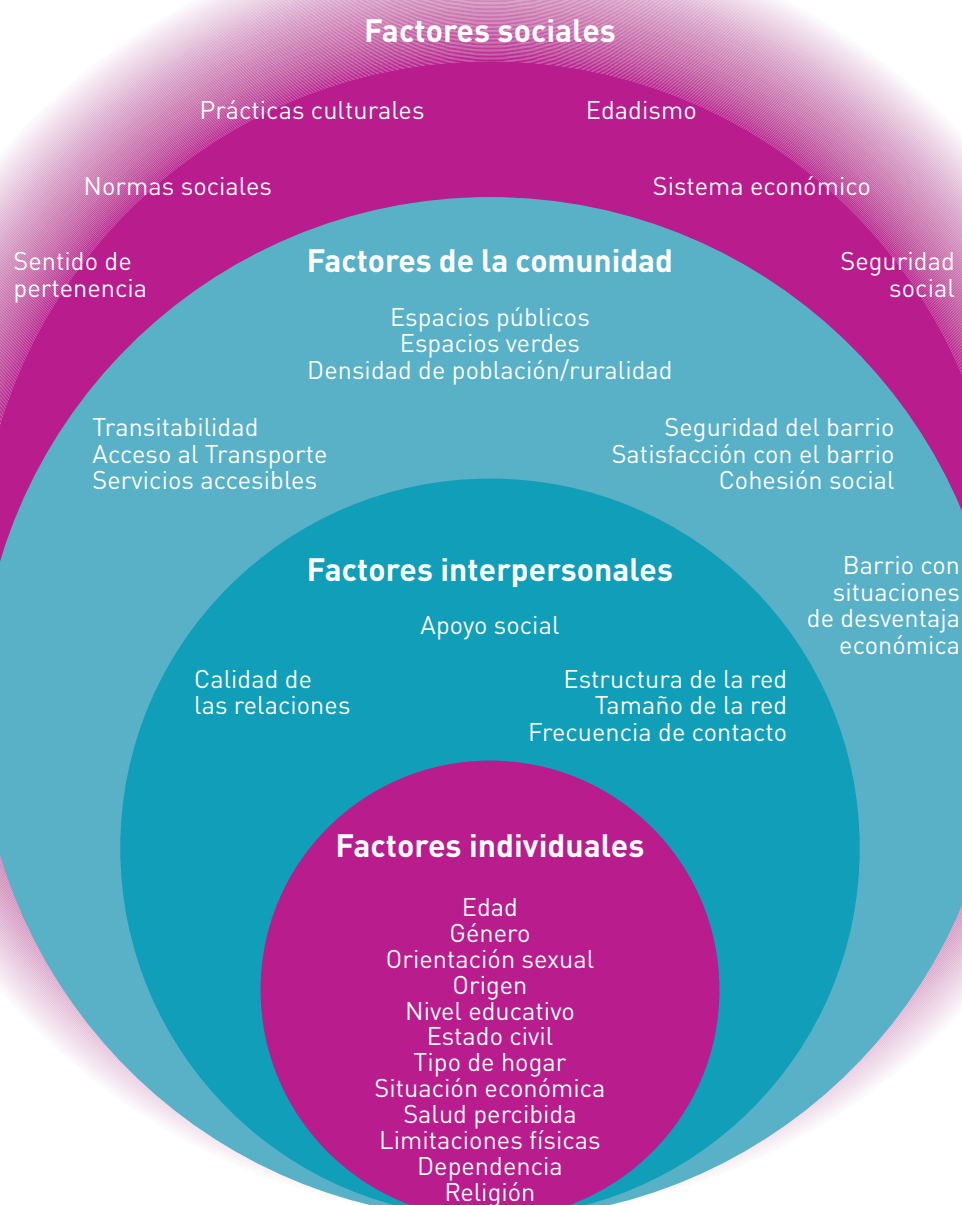 Factores sociales
Prácticas culturales
Edadismo
Normas sociales
Sistema económico
Sentido de
pertenencia
Seguridad
social
Factores de la comunidad
Espacios públicos
Espacios verdes
Densidad de población/ruralidad
Transitabilidad
Acceso al Transporte
Servicios accesibles
Seguridad del barrio
Satisfacción con el barrio
Cohesión social
Barrio con
situaciones
de desventaja
económica
Factores interpersonales
Apoyo social
Calidad de
las relaciones
Estructura de la red
Tamaño de la red
Frecuencia de contacto
Factores individuales
Edad
Género
Orientación sexual
Origen
Nivel educativo
Estado civil
Tipo de hogar
Situación económica
Salud percibida
Limitaciones físicas
Dependencia
Religión